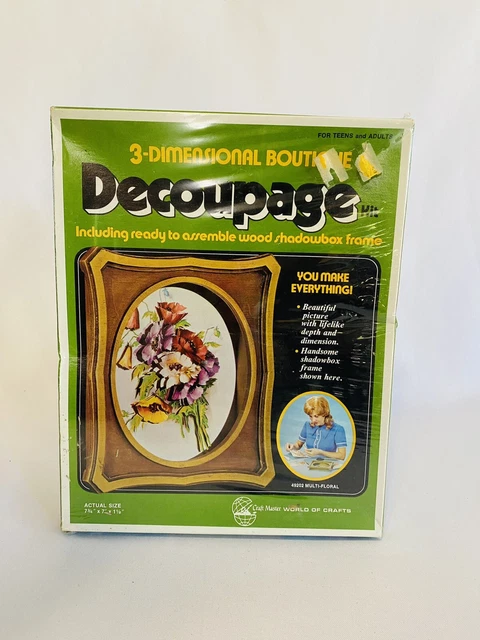 FOR TEENS and ADULTS
3-DIMENSIONAL BOUTIQUE
Decoupage Kit
Including ready to assemble wood shadowbox frame
YOU MAKE
EVERYTHING!
• Beautiful
picture
with lifelike
depth and
dimension.
• Handsome
shadowbox
frame
shown here.
49202 MULTI-FLORAL
ACTUAL SIZE
Craft Master WORLD OF CRAFTS